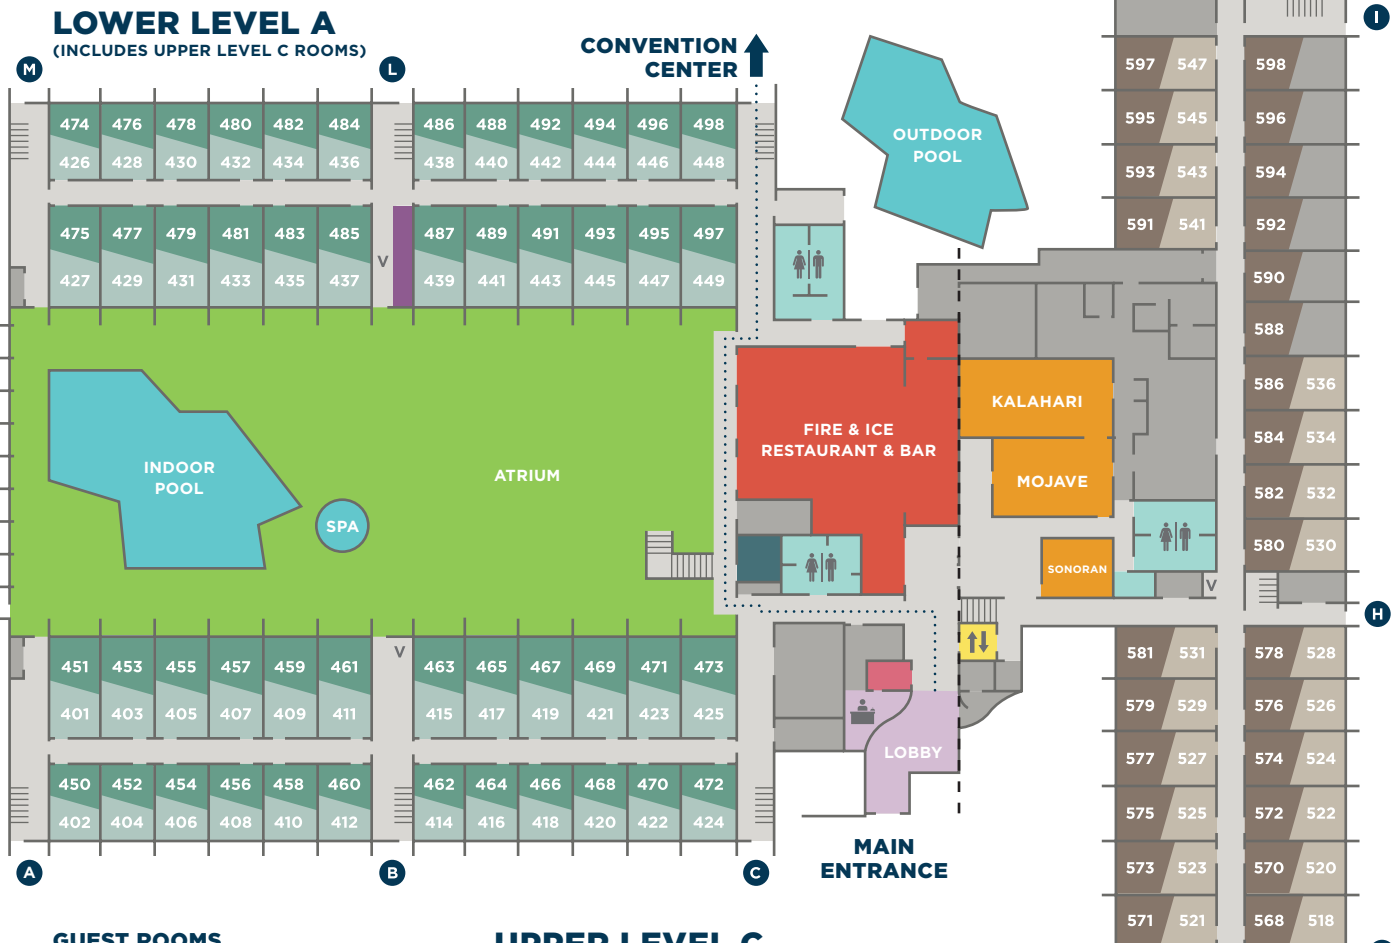 LOWER LEVEL A
(INCLUDES UPPER LEVEL C ROOMS)
CONVENTION
CENTER
I
M
L
597 547 598
474 476 478 480 482 484 486 488 492 494 496 498
595 545 596
OUTDOOR
POOL
426 428 430 432 434 436 438 440 442 444 446 448
593 543 594
591 541 592
475 477 479 481 483 485 487 489 491 493 495 497
V
427 429 431 433 435 437 439 441 443 445 447 449
590
588
586 536
KALAHARI
FIRE & ICE
RESTAURANT & BAR
584 534
INDOOR
POOL
ATRIUM
MOJAVE
582 532
SPA
580 530
SONORAN
V
H
581 531 578 528
V
451 453 455 457 459 461 463 465 467 469 471 473
579 529 576 526
401 403 405 407 409 411 415 417 419 421 423 425
LOBBY
577 527 574 524
450 452 454 456 458 460 462 464 466 468 470 472
575 525 572 522
402 404 406 408 410 412 414 416 418 420 422 424
MAIN
ENTRANCE
573 523 570 520
A
B
C
571 521 568 518
GUEST ROOMS
UPPER LEVEL C